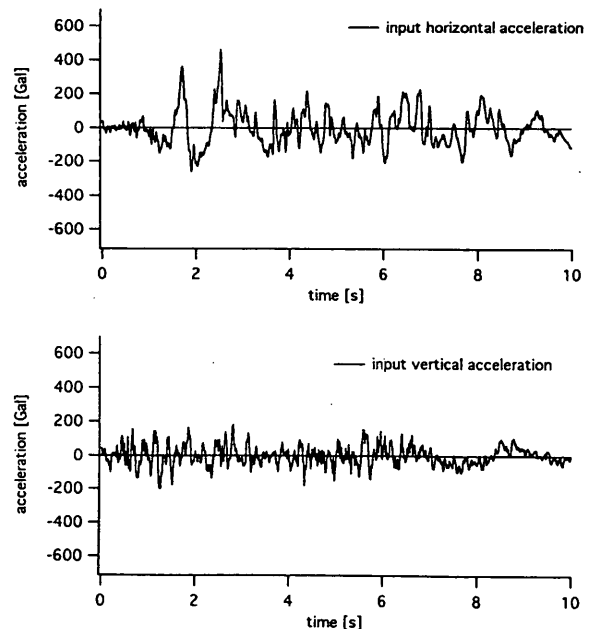 600
400
200
0
-200
-400
-600
acceleration [Gal]
input horizontal acceleration
0 2 4 6 8 10
time [s]
600
400
200
0
-200
-400
-600
acceleration [Gal]
input vertical acceleration
0 2 4 6 8 10
time [s]